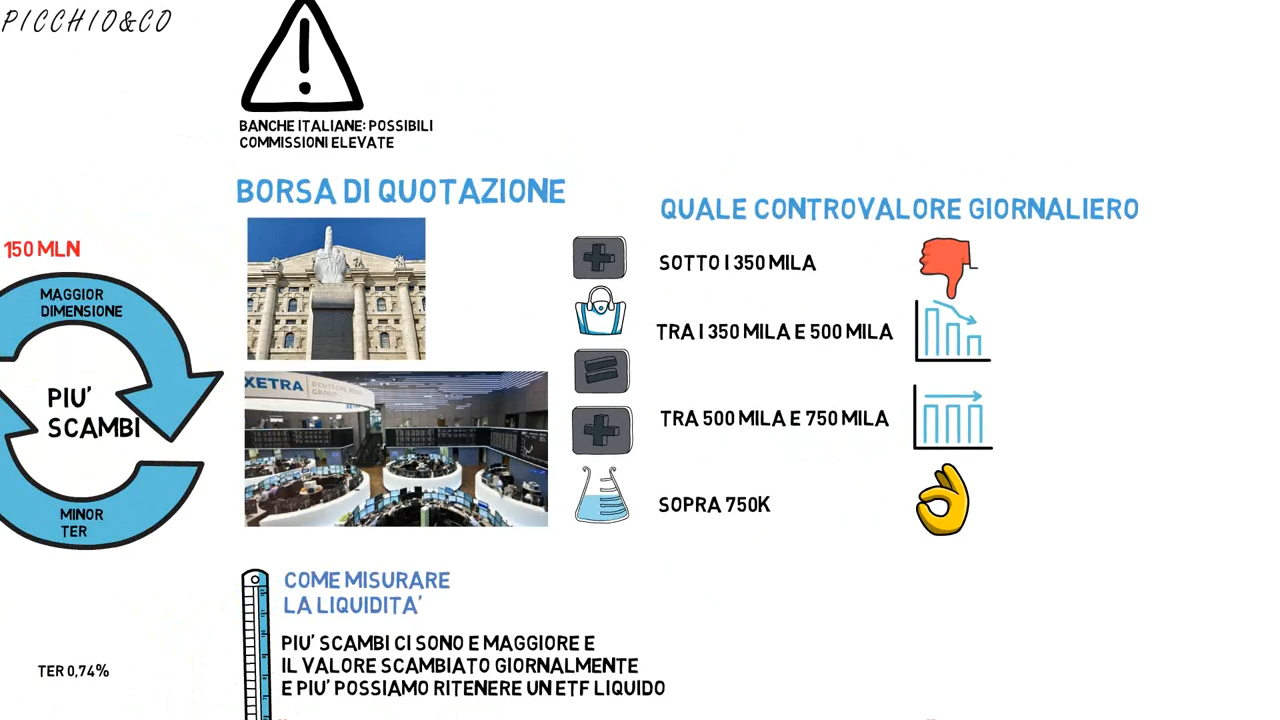 PICCHIO&CO
BANCHE ITALIANE: POSSIBILI
COMMISSIONI ELEVATE
BORSA DI QUOTAZIONE
QUALE CONTROVALORE GIORNALIERO
150 MLN
SOTTO I 350 MILA
MAGGIOR
DIMENSIONE
TRA I 350 MILA E 500 MILA
XETRA
DEUTSCHE BÖRSE
GROUP
PIU'
SCAMBI
TRA 500 MILA E 750 MILA
SOPRA 750K
MINOR
TER
COME MISURARE
LA LIQUIDITA'
PIU' SCAMBI CI SONO E MAGGIORE E
IL VALORE SCAMBIATO GIORNALMENTE
E PIU' POSSIAMO RITENERE UN ETF LIQUIDO
TER 0,74%